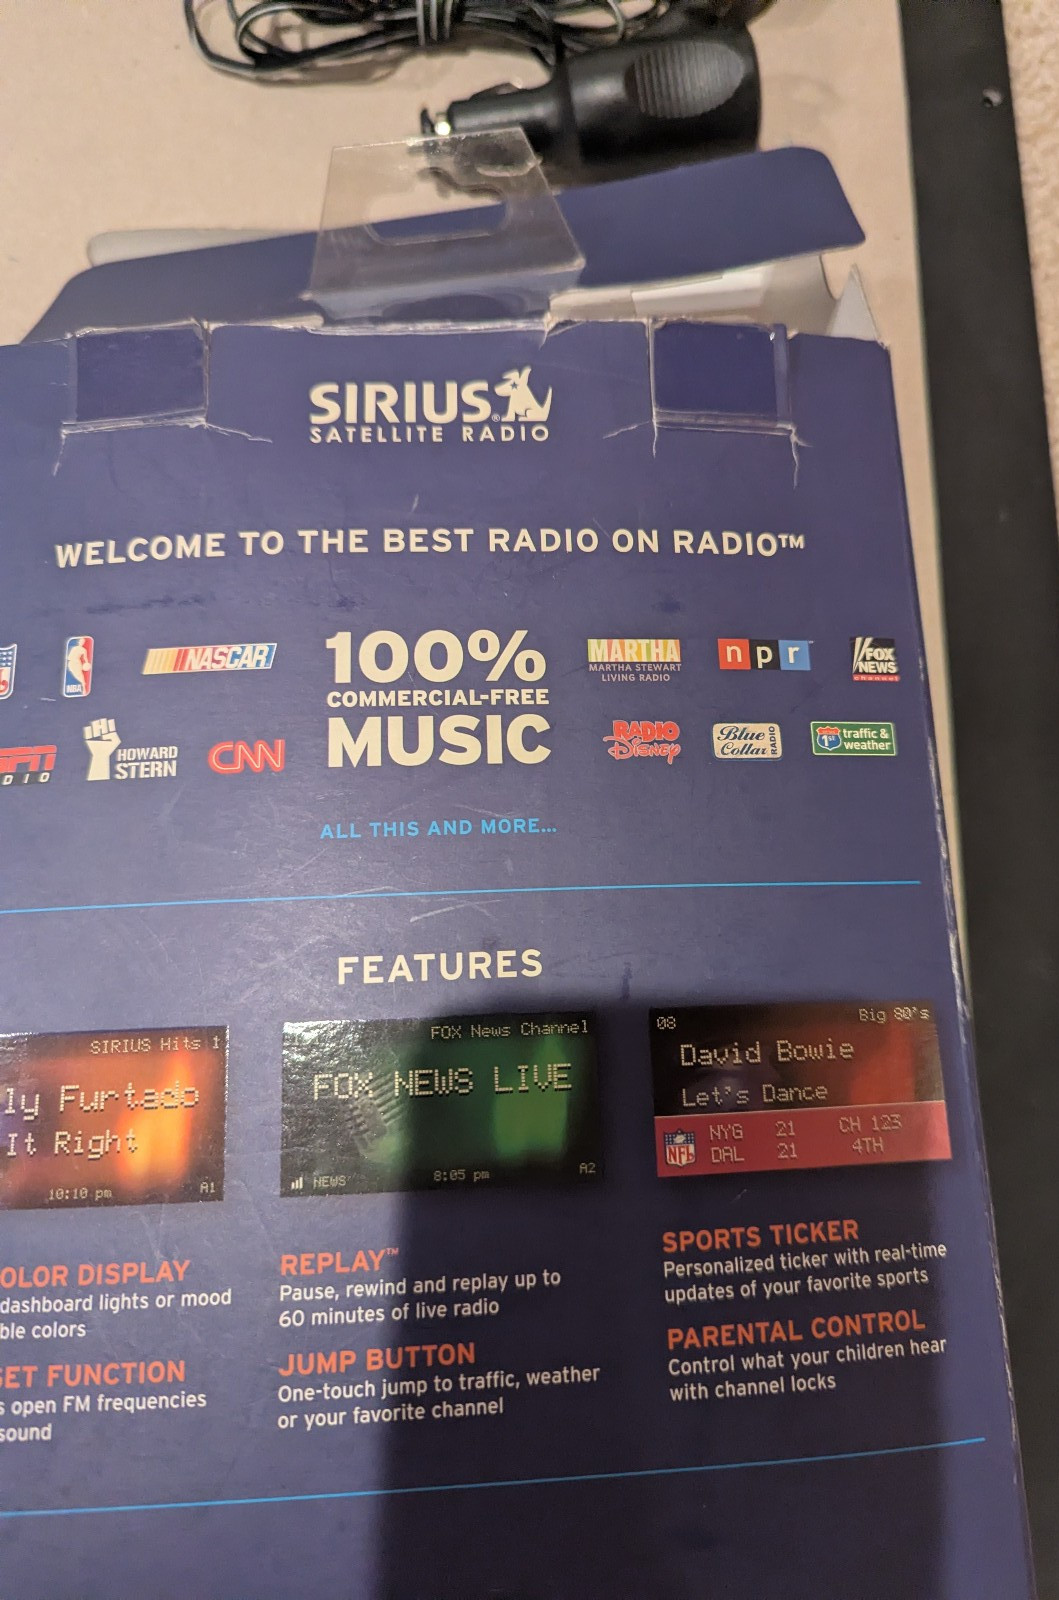 SIRIUS
SATELLITE RADIO
WELCOME TO THE BEST RADIO ON RADIO™
NBA
NASCAR
100%
COMMERCIAL-FREE
MUSIC
MARTHA
MARTHA STEWART
LIVING RADIO
npr
FOX
NEWS
channel
HOWARD
STERN
CNN
RADIO
Disney
Blue
Collar RADIO
1st traffic &
weather
ALL THIS AND MORE...
FEATURES
SIRIUS Hits 1
ly Furtado
It Right
10:10 pm A1
FOX News Channel
FOX NEWS LIVE
NEWS 8:05 pm A2
08 Big 80's
David Bowie
Let's Dance
NFL NYG 21 CH 123
DAL 21 4TH
OLOR DISPLAY
dashboard lights or mood
ble colors
SET FUNCTION
s open FM frequencies
sound
REPLAY™
Pause, rewind and replay up to
60 minutes of live radio
JUMP BUTTON
One-touch jump to traffic, weather
or your favorite channel
SPORTS TICKER
Personalized ticker with real-time
updates of your favorite sports
PARENTAL CONTROL
Control what your children hear
with channel locks